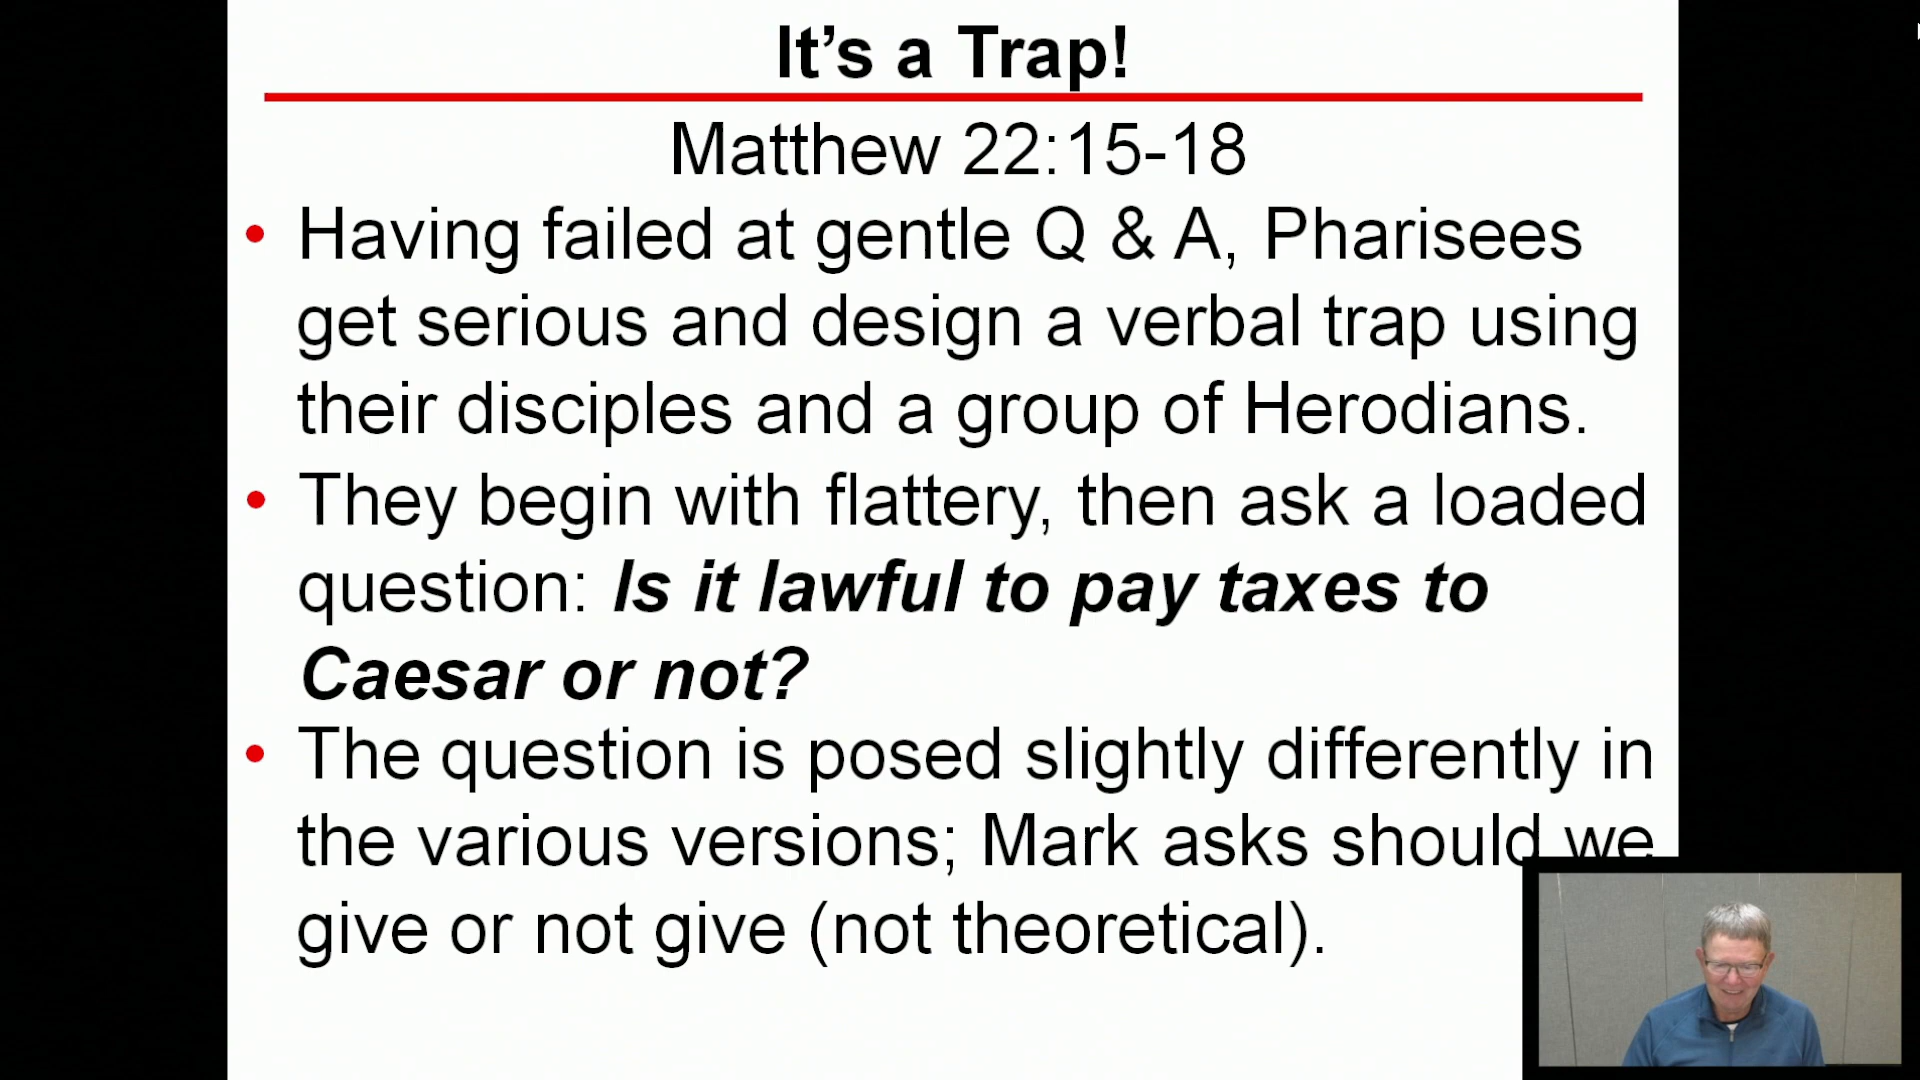 It’s a Trap!
Matthew 22:15-18
• Having failed at gentle Q & A, Pharisees
get serious and design a verbal trap using
their disciples and a group of Herodians.
• They begin with flattery, then ask a loaded
question: Is it lawful to pay taxes to
Caesar or not?
• The question is posed slightly differently in
the various versions; Mark asks should we
give or not give (not theoretical).